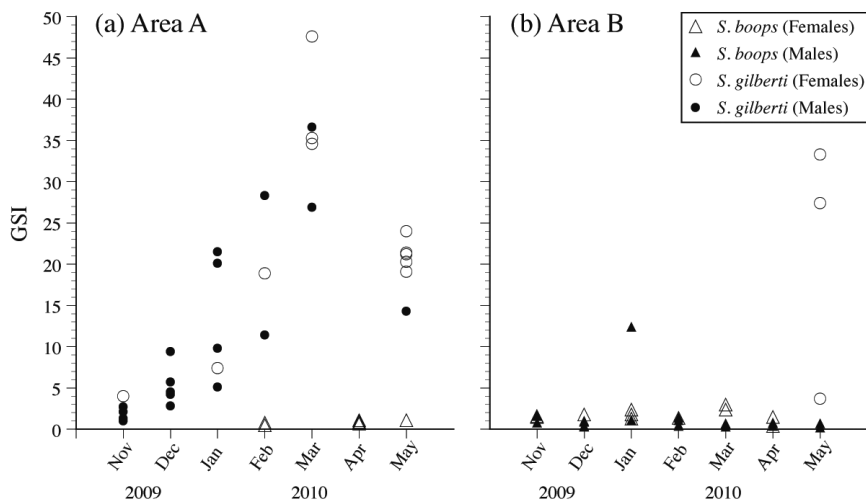 (a) Area A
(b) Area B
S. boops (Females)
S. boops (Males)
S. gilberti (Females)
S. gilberti (Males)
GSI
50
45
40
35
30
25
20
15
10
5
0
Nov Dec Jan Feb Mar Apr May
2009 2010
Nov Dec Jan Feb Mar Apr May
2009 2010